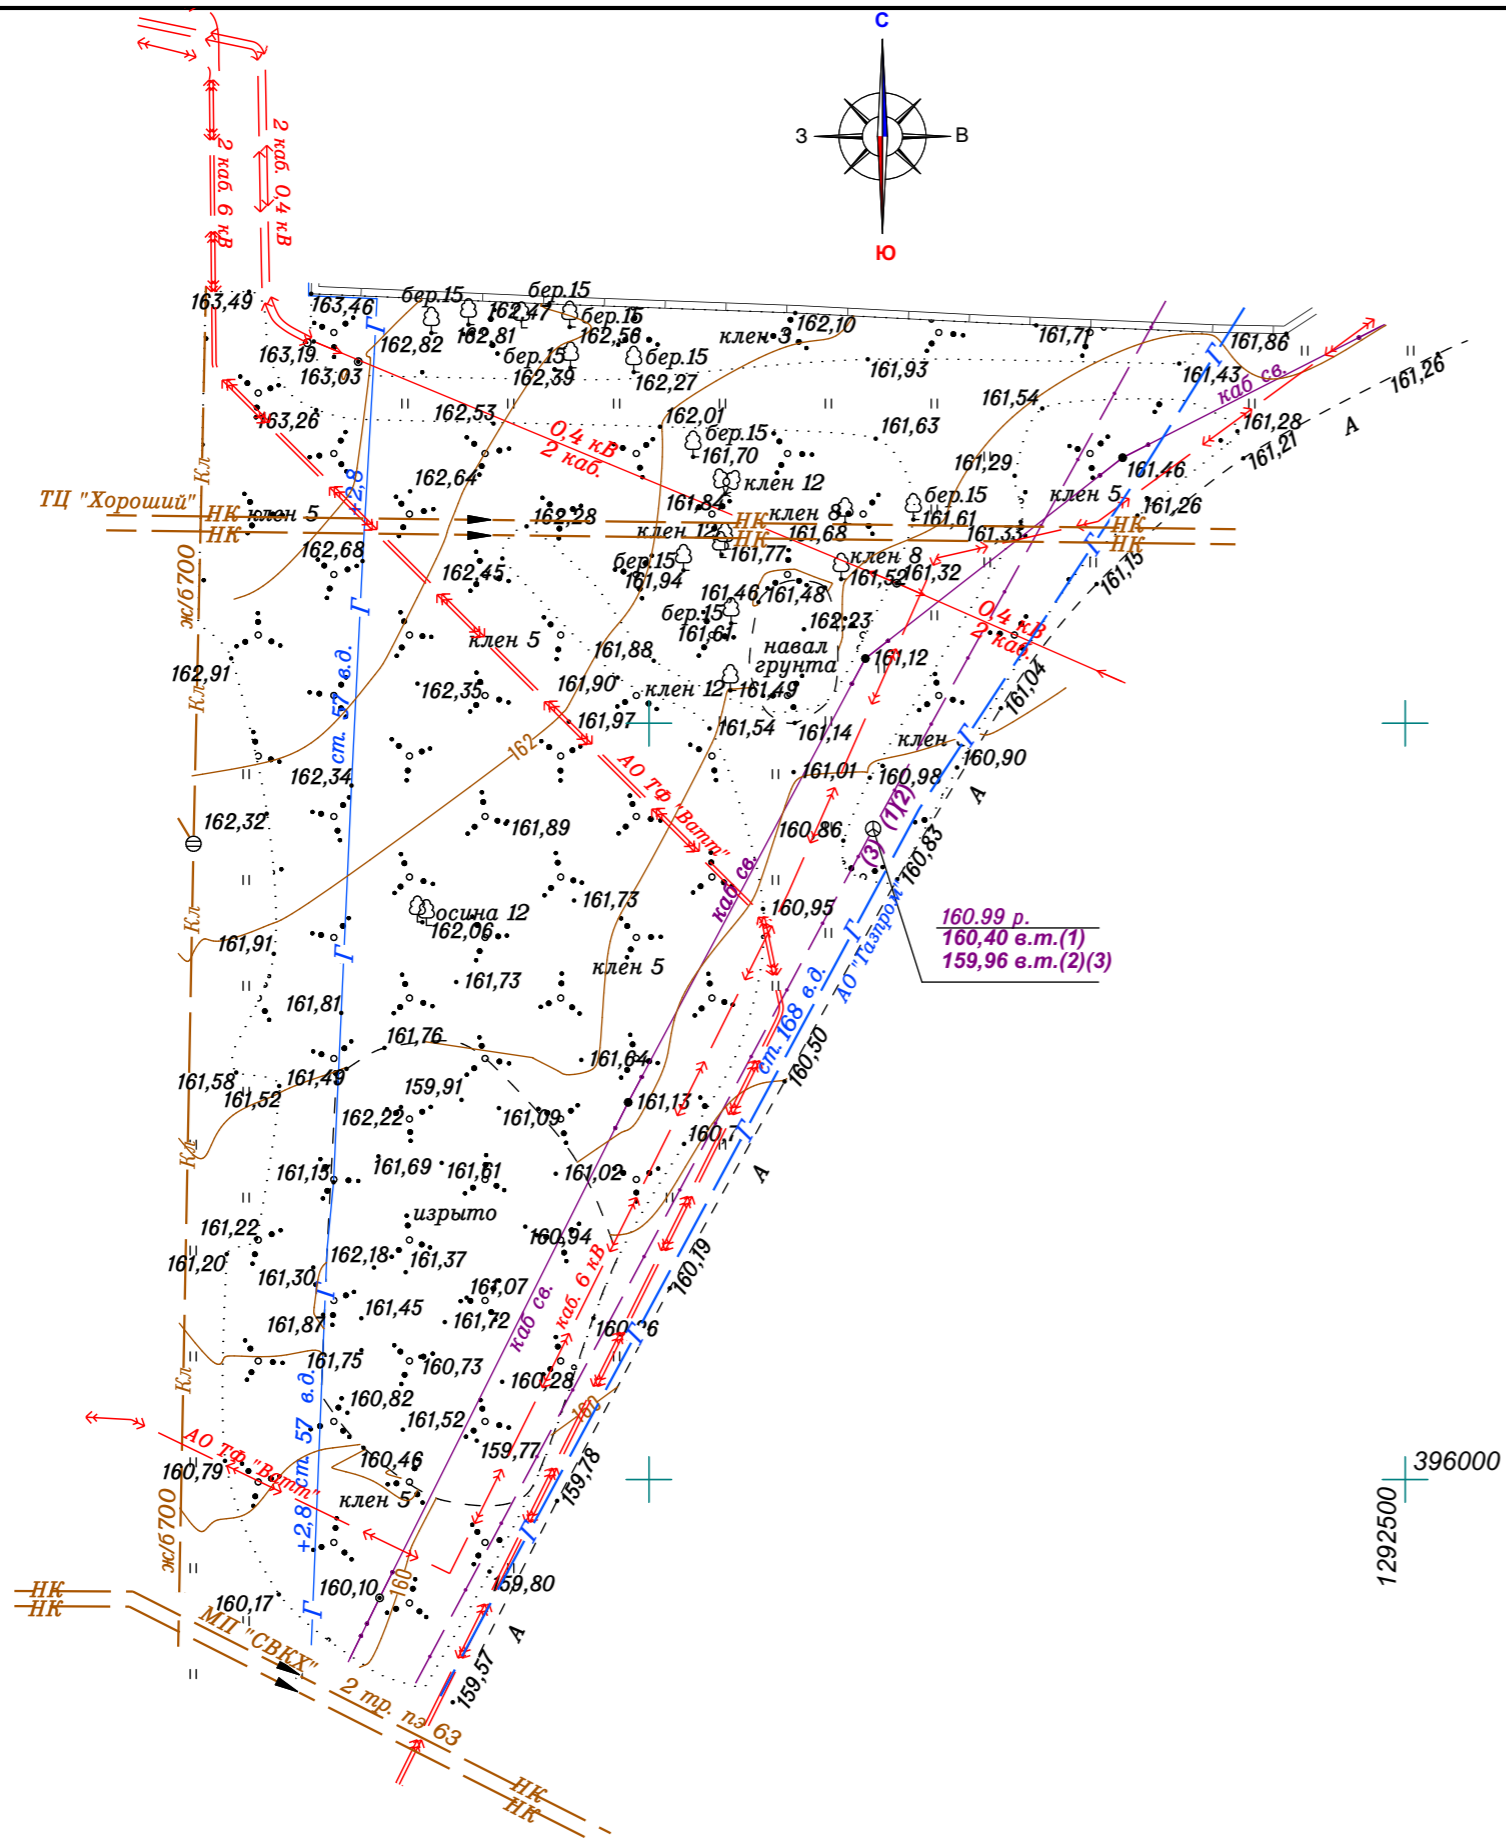 С
З
В
Ю
2 каб. 6 кВ
2 каб. 0,4 кВ
163,49
163,46
бер.15
бер.15
162,47
бер.15
162,81
162,56
162,82
клен 3
162,10
161,71
161,86
163,19
163,03
бер.15
162,39
бер.15
162,27
161,93
161,43
каб св.
161,26
163,26
162,53
162,01
161,54
161,28
161,63
161,21
А
0,4 кВ
2 каб.
бер.15
161,70
161,29
161,46
Кл
162,64
+2,8
клен 12
бер.15
клен 5
161,26
ТЦ "Хороший"
НК
клен 5
162,28
161,84
НК
клен 8
161,61
НК
НК
клен 12
НК
161,68
161,33
НК
162,68
161,77
клен 8
ж/б700
162,45
бер.15
161,94
161,46
161,48
161,52
161,32
161,15
бер.15
161,61
162,23
0,4 кВ
2 каб.
клен 5
161,88
навал
грунта
161,12
162,91
Кл
ст. 57 в.д.
162,35
161,90
клен 12
161,49
161,04
161,97
161,54
161,14
клен
162
160,90
162,34
АО ТФ "Ватт"
161,01
160,98
А
162,32
161,89
160,86
(3)
(1)(2)
160,83
каб св.
161,73
Кл
осина 12
162,06
160,95
АО "Газпром"
160.99 р.
160,40 в.т.(1)
159,96 в.т.(2)(3)
161,91
клен 5
161,73
161,81
ст.168 в.д.
161,76
160,50
161,64
161,58
161,49
161,52
159,91
162,22
161,09
161,13
160,7
Кл
161,15
161,69
161,61
161,02
А
изрыто
161,22
160,94
161,20
162,18
161,37
160,19
161,30
161,07
каб. 6 кВ
161,45
161,72
161,87
каб св.
161,75
160,73
Кл
160,28
160,82
161,52
160
АО ТФ "Ватт"
160,79
160,46
159,77
159,78
396000
+2,8 ст. 57 в.д.
клен 5
ж/б700
1292500
НК
НК
160,10
160
159,80
160,17
МП "СВКХ"
А
2 тр. пэ 63
159,57
НК
НК